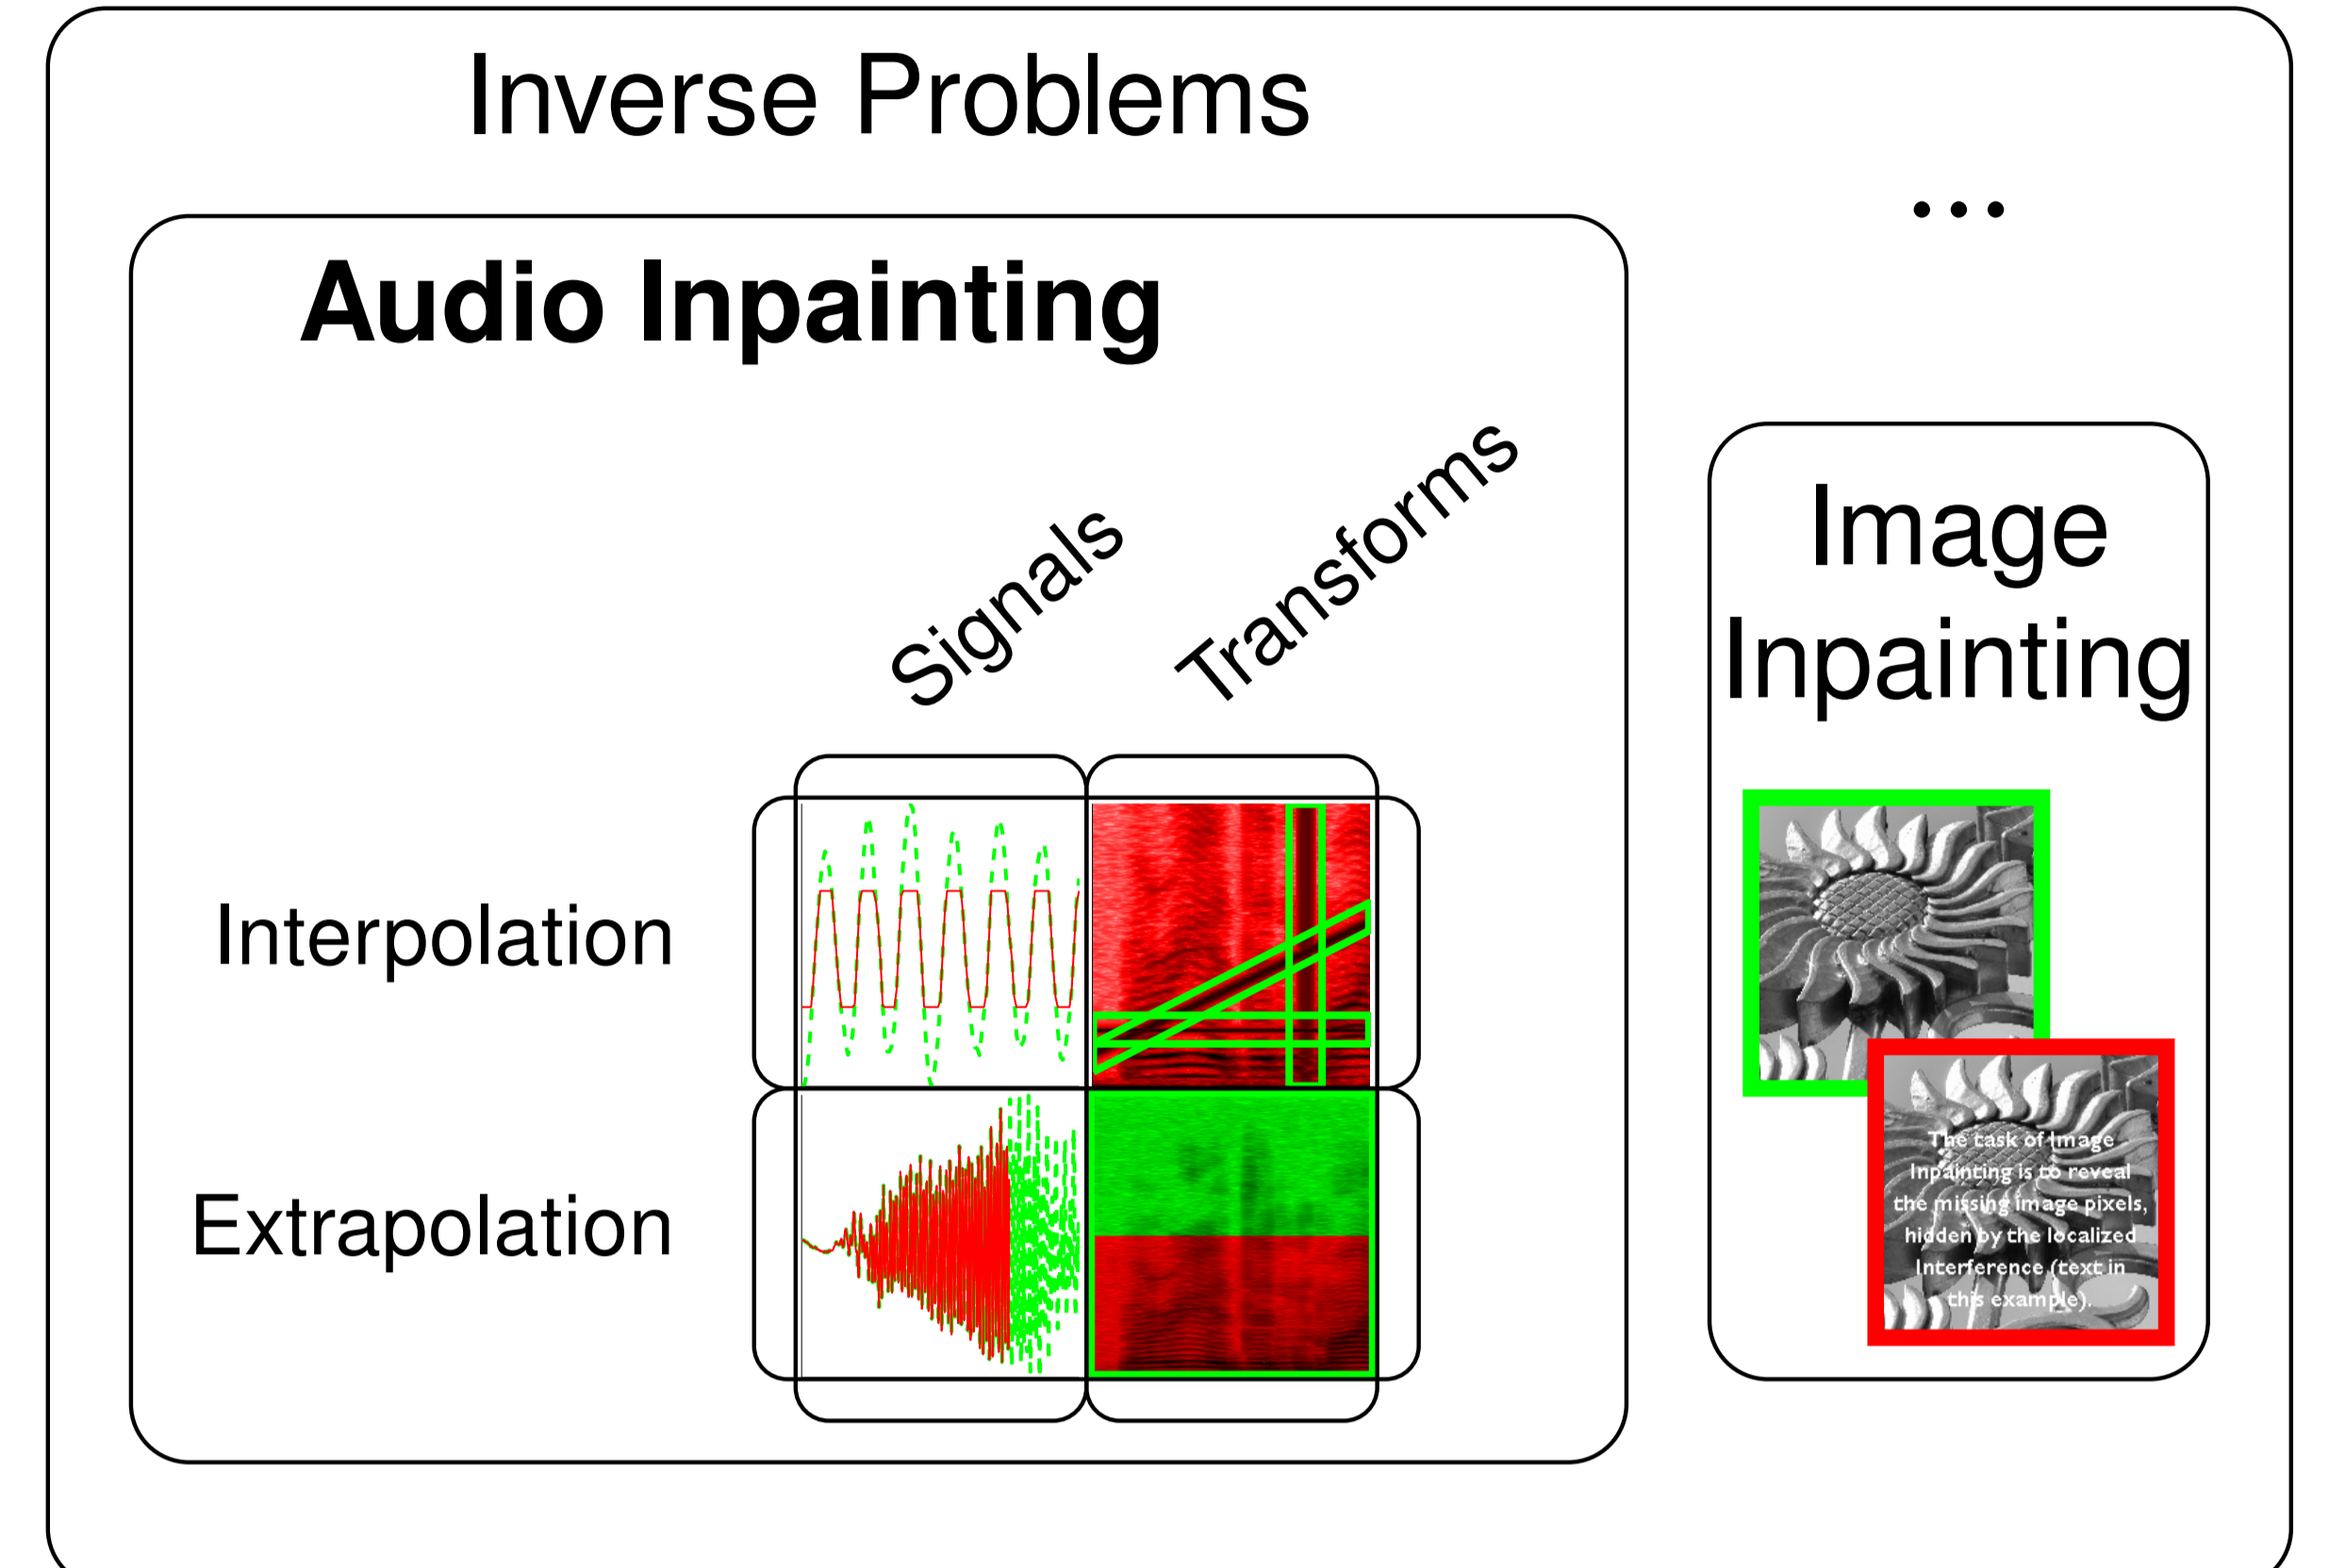 Inverse Problems
...
Audio Inpainting
Signals
Transforms
Interpolation
Extrapolation
Image
Inpainting
The task of Image
Inpainting is to reveal
the missing image pixels,
hidden by the localized
Interference (text in
this example).